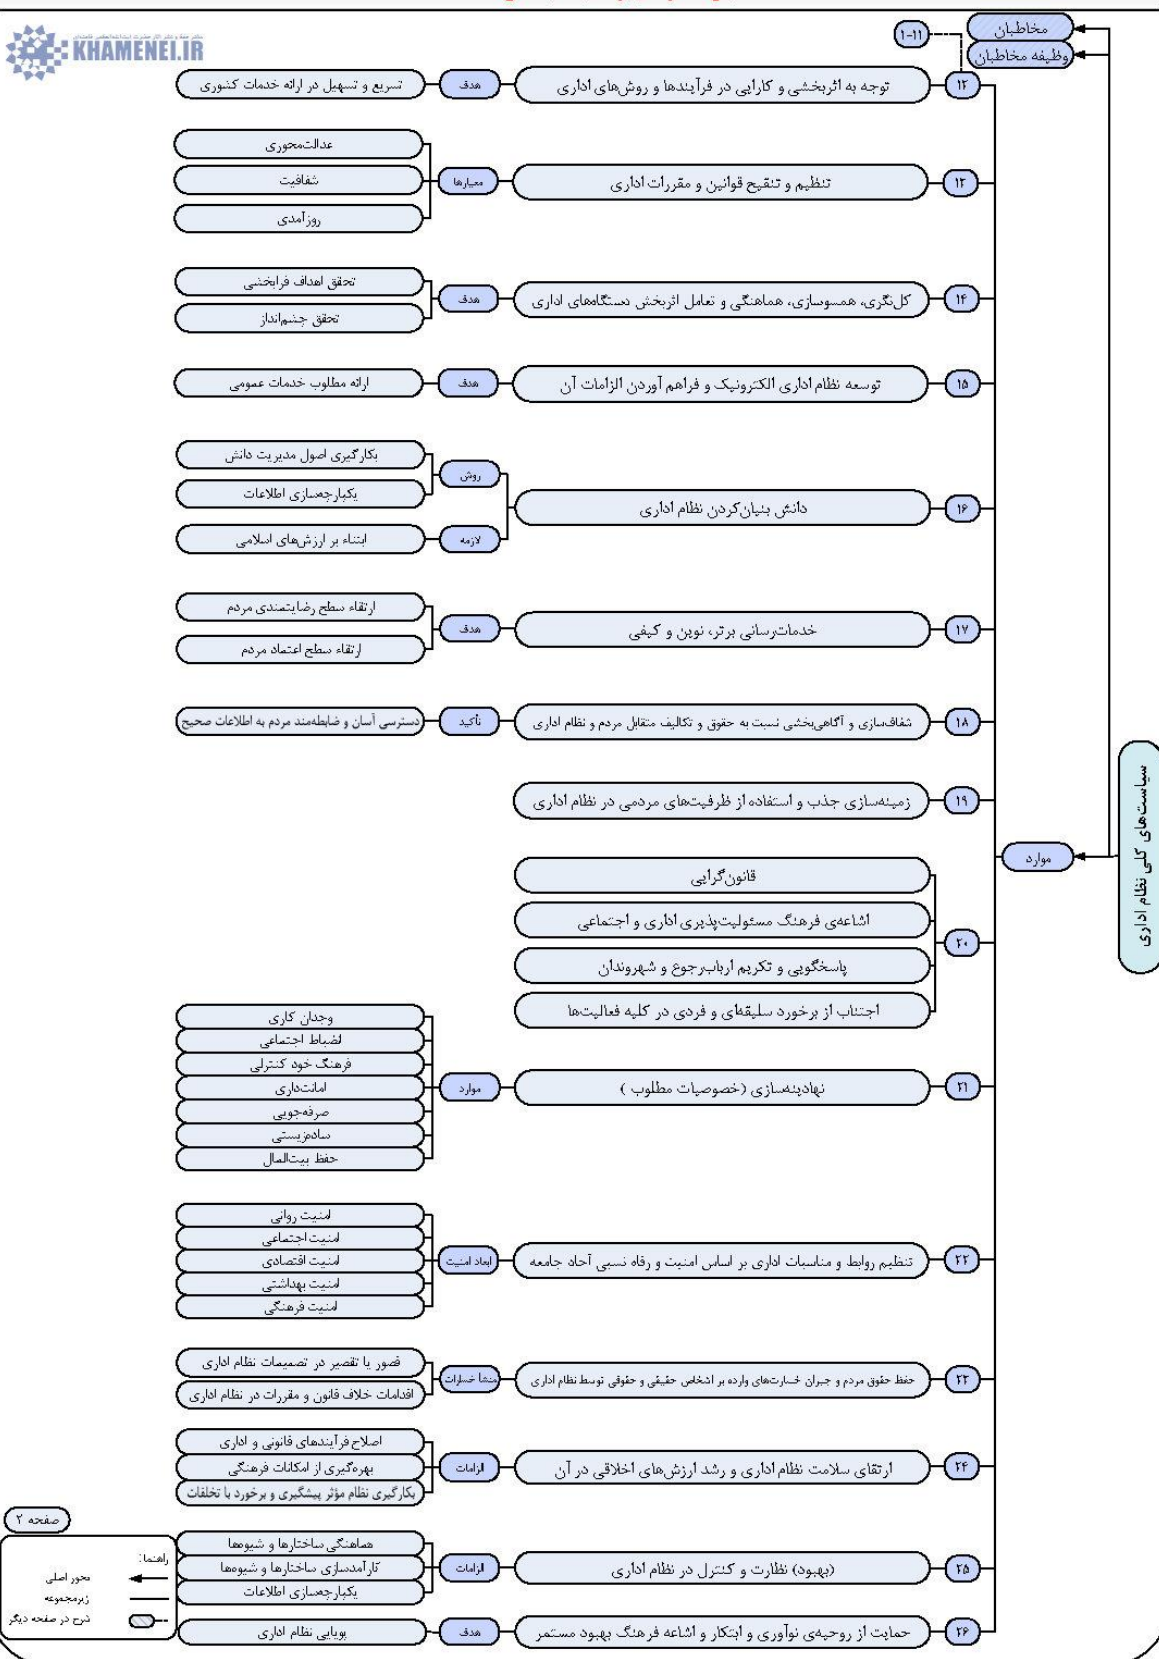 KHAMENEI.IR
مخاطبان
وظیفه مخاطبان
۱-۱۱
سیاست‌های کلی نظام اداری
موارد
۱۲
توجه به اثربخشی و کارایی در فرآیندها و روش‌های اداری
هدف
تسریع و تسهیل در ارائه خدمات کشوری
۱۳
تنظیم و تنقیح قوانین و مقررات اداری
معیارها
عدالت‌محوری
شفافیت
روزآمدی
۱۴
کل‌نگری، همسوسازی، هماهنگی و تعامل اثربخش دستگاه‌های اداری
هدف
تحقق اهداف فرابخشی
تحقق چشم‌انداز
۱۵
توسعه نظام اداری الکترونیک و فراهم آوردن الزامات آن
هدف
ارائه مطلوب خدمات عمومی
۱۶
دانش بنیان‌کردن نظام اداری
روش
بکارگیری اصول مدیریت دانش
یکپارچه‌سازی اطلاعات
لازمه
ابتناء بر ارزش‌های اسلامی
۱۷
خدمات‌رسانی برتر، نوین و کیفی
هدف
ارتقاء سطح رضایتمندی مردم
ارتقاء سطح اعتماد مردم
۱۸
شفاف‌سازی و آگاهی‌بخشی نسبت به حقوق و تکالیف متقابل مردم و نظام اداری
تأکید
دسترسی آسان و ضابطه‌مند مردم به اطلاعات صحیح
۱۹
زمینه‌سازی جذب و استفاده از ظرفیت‌های مردمی در نظام اداری
۲۰
قانون‌گرایی
اشاعه‌ی فرهنگ مسئولیت‌پذیری اداری و اجتماعی
پاسخگویی و تکریم ارباب‌رجوع و شهروندان
اجتناب از برخورد سلیقه‌ای و فردی در کلیه فعالیت‌ها
۲۱
نهادینه‌سازی (خصوصیات مطلوب )
موارد
وجدان کاری
انضباط اجتماعی
فرهنگ خود کنترلی
امانت‌داری
صرفه‌جویی
ساده‌زیستی
حفظ بیت‌المال
۲۲
تنظیم روابط و مناسبات اداری بر اساس امنیت و رفاه نسبی آحاد جامعه
ابعاد امنیت
امنیت روانی
امنیت اجتماعی
امنیت اقتصادی
امنیت بهداشتی
امنیت فرهنگی
۲۳
حفظ حقوق مردم و جبران خسارت‌های وارده بر اشخاص حقیقی و حقوقی توسط نظام اداری
منشأ خسارات
قصور یا تقصیر در تصمیمات نظام اداری
اقدامات خلاف قانون و مقررات در نظام اداری
۲۴
ارتقای سلامت نظام اداری و رشد ارزش‌های اخلاقی در آن
الزامات
اصلاح فرآیندهای قانونی و اداری
بهره‌گیری از امکانات فرهنگی
بکارگیری نظام مؤثر پیشگیری و برخورد با تخلفات
۲۵
(بهبود) نظارت و کنترل در نظام اداری
الزامات
هماهنگی ساختارها و شیوه‌ها
کارآمدسازی ساختارها و شیوه‌ها
یکپارچه‌سازی اطلاعات
۲۶
حمایت از روحیه‌ی نوآوری و ابتکار و اشاعه فرهنگ بهبود مستمر
هدف
پویایی نظام اداری
صفحه ۲
راهنما:
محور اصلی
زیرمجموعه
شرح در صفحه دیگر